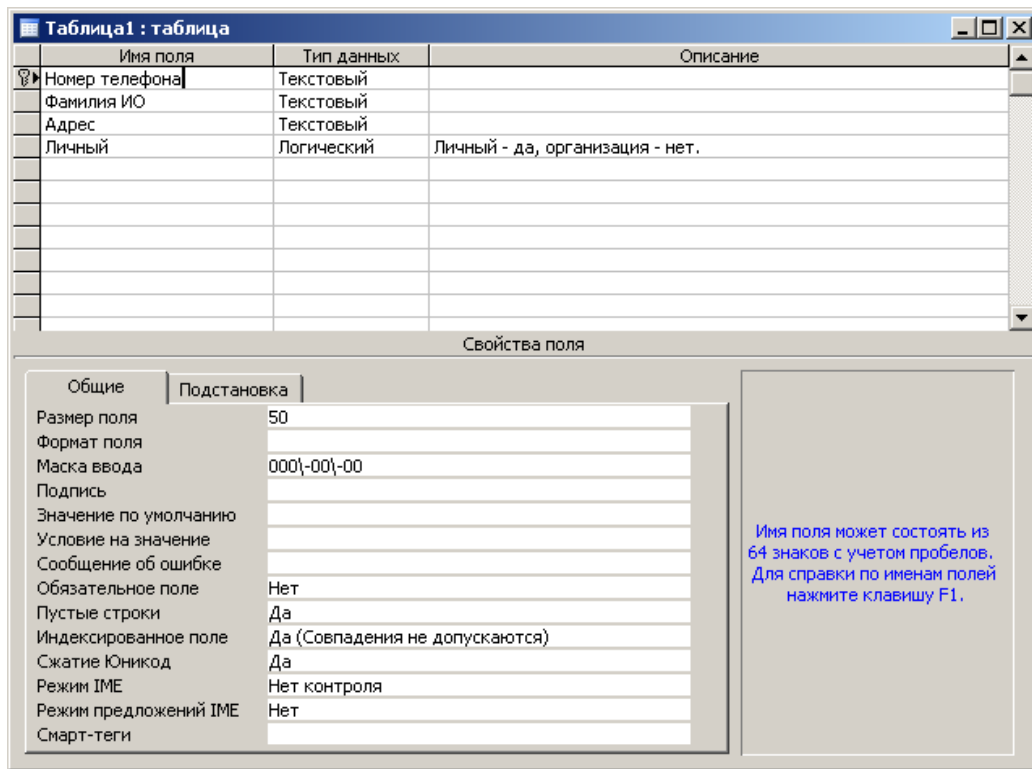 Таблица1 : таблица
Имя поля Тип данных Описание
Номер телефона Текстовый
Фамилия ИО Текстовый
Адрес Текстовый
Личный Логический Личный - да, организация - нет.
Свойства поля
Общие Подстановка
Размер поля 50
Формат поля
Маска ввода 000\-00\-00
Подпись
Значение по умолчанию
Условие на значение
Сообщение об ошибке
Обязательное поле Нет
Пустые строки Да
Индексированное поле Да (Совпадения не допускаются)
Сжатие Юникод Да
Режим IME Нет контроля
Режим предложений IME Нет
Смарт-теги
Имя поля может состоять из
64 знаков с учетом пробелов.
Для справки по именам полей
нажмите клавишу F1.